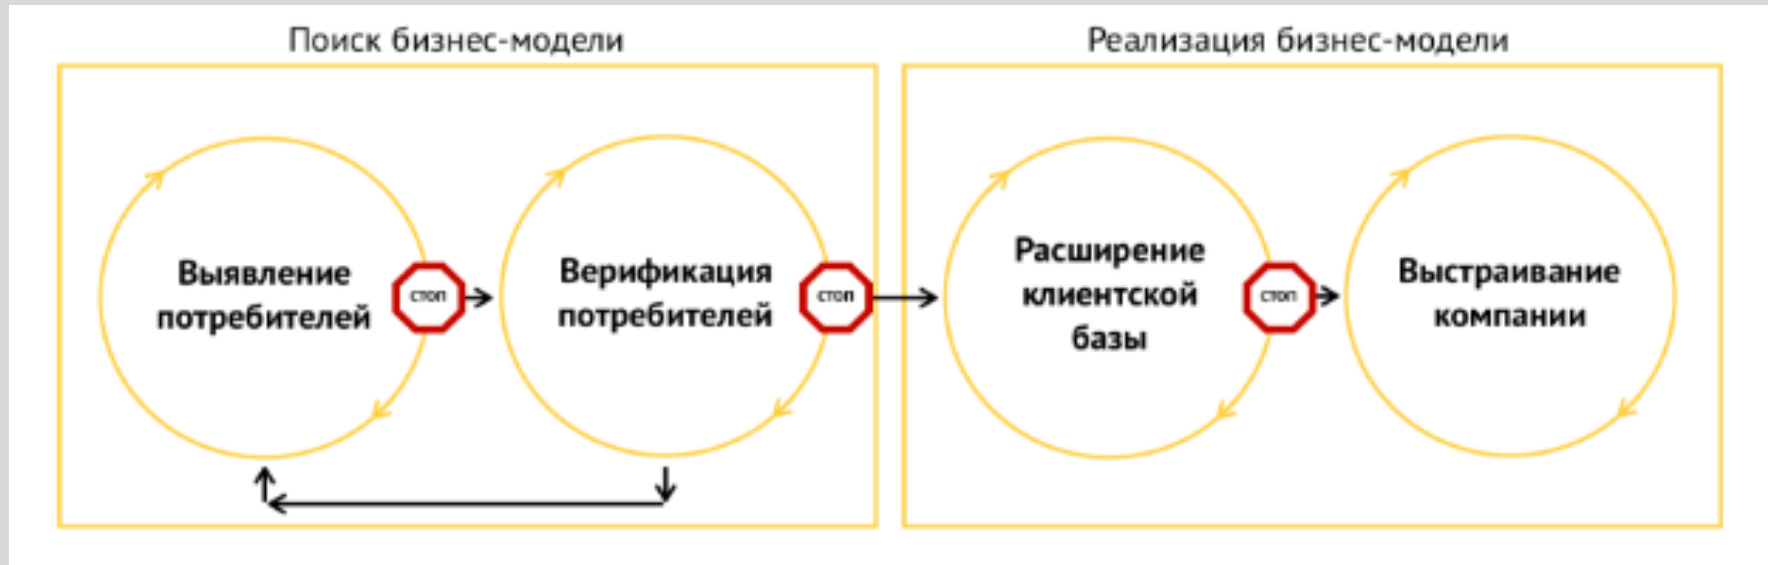 Поиск бизнес-модели
Реализация бизнес-модели
Выявление
потребителей
стоп
Верификация
потребителей
стоп
Расширение
клиентской
базы
стоп
Выстраивание
компании